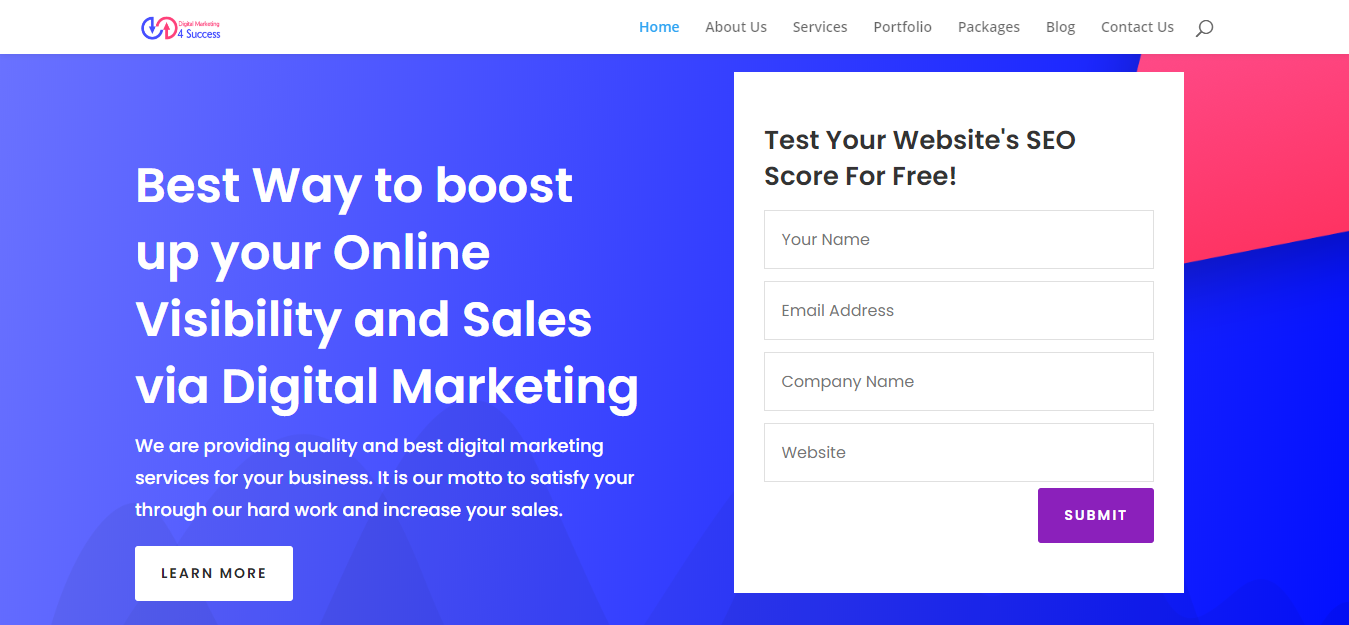 Digital Marketing
4 Success
Home About Us Services Portfolio Packages Blog Contact Us
Best Way to boost
up your Online
Visibility and Sales
via Digital Marketing
We are providing quality and best digital marketing
services for your business. It is our motto to satisfy your
through our hard work and increase your sales.
LEARN MORE
Test Your Website's SEO
Score For Free!
Your Name
Email Address
Company Name
Website
SUBMIT